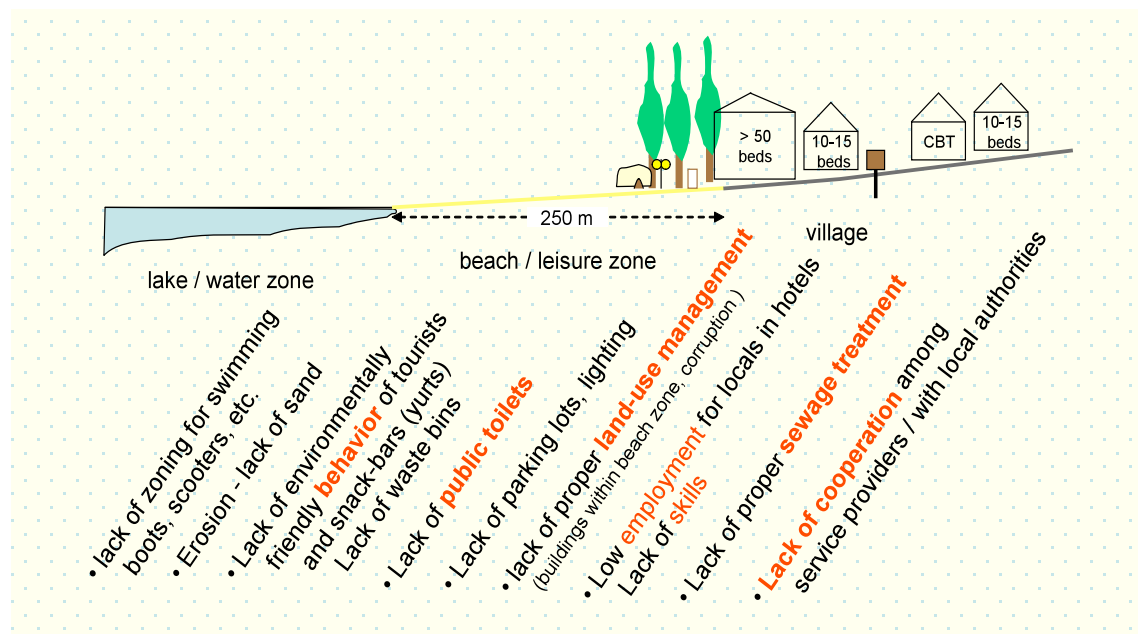 > 50
beds
10-15
beds
CBT
10-15
beds
250 m
village
beach / leisure zone
lake / water zone
• lack of zoning for swimming
boots, scooters, etc.
• Erosion - lack of sand
• Lack of environmentally
friendly behavior of tourists
and snack-bars (yurts)
Lack of waste bins
• Lack of public toilets
• Lack of parking lots, lighting
• lack of proper land-use management
(buildings within beach zone, corruption )
• Low employment for locals in hotels
Lack of skills
• Lack of proper sewage treatment
• Lack of cooperation among
service providers / with local authorities